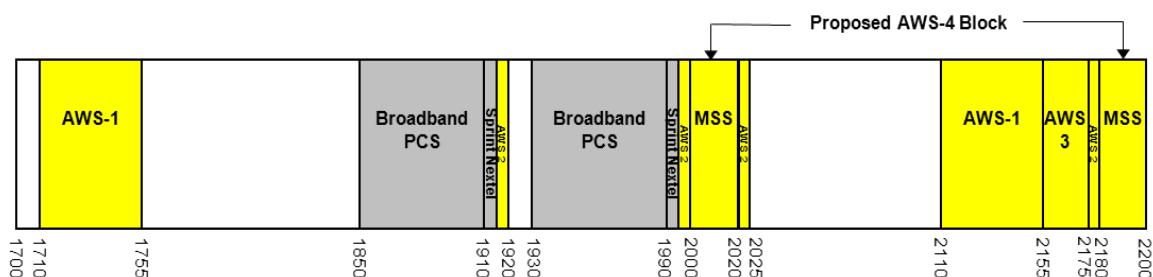 Proposed AWS-4 Block
AWS-1
Broadband
PCS
Sprint Nextel
AWS 2
Broadband
PCS
Sprint Nextel
AWS 2
MSS
AWS 2
AWS-1
AWS
3
AWS 2
MSS
1700
1710
1755
1850
1910
1920
1930
1990
2000
2020
2025
2110
2155
2175
2180
2200